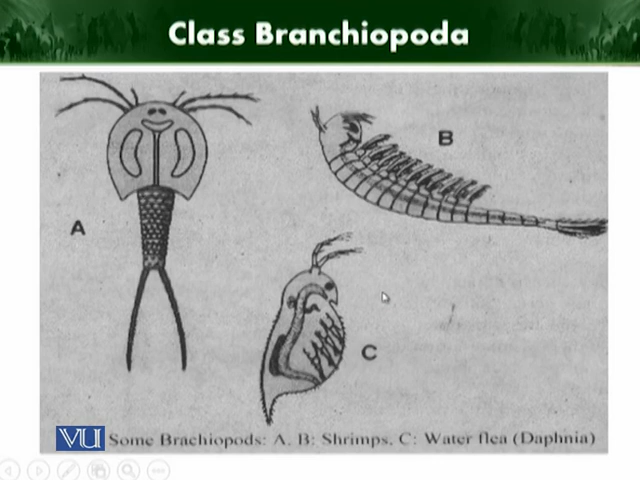 Class Branchiopoda
B
A
C
VU Some Brachiopods: A. B: Shrimps. C: Water flea (Daphnia)